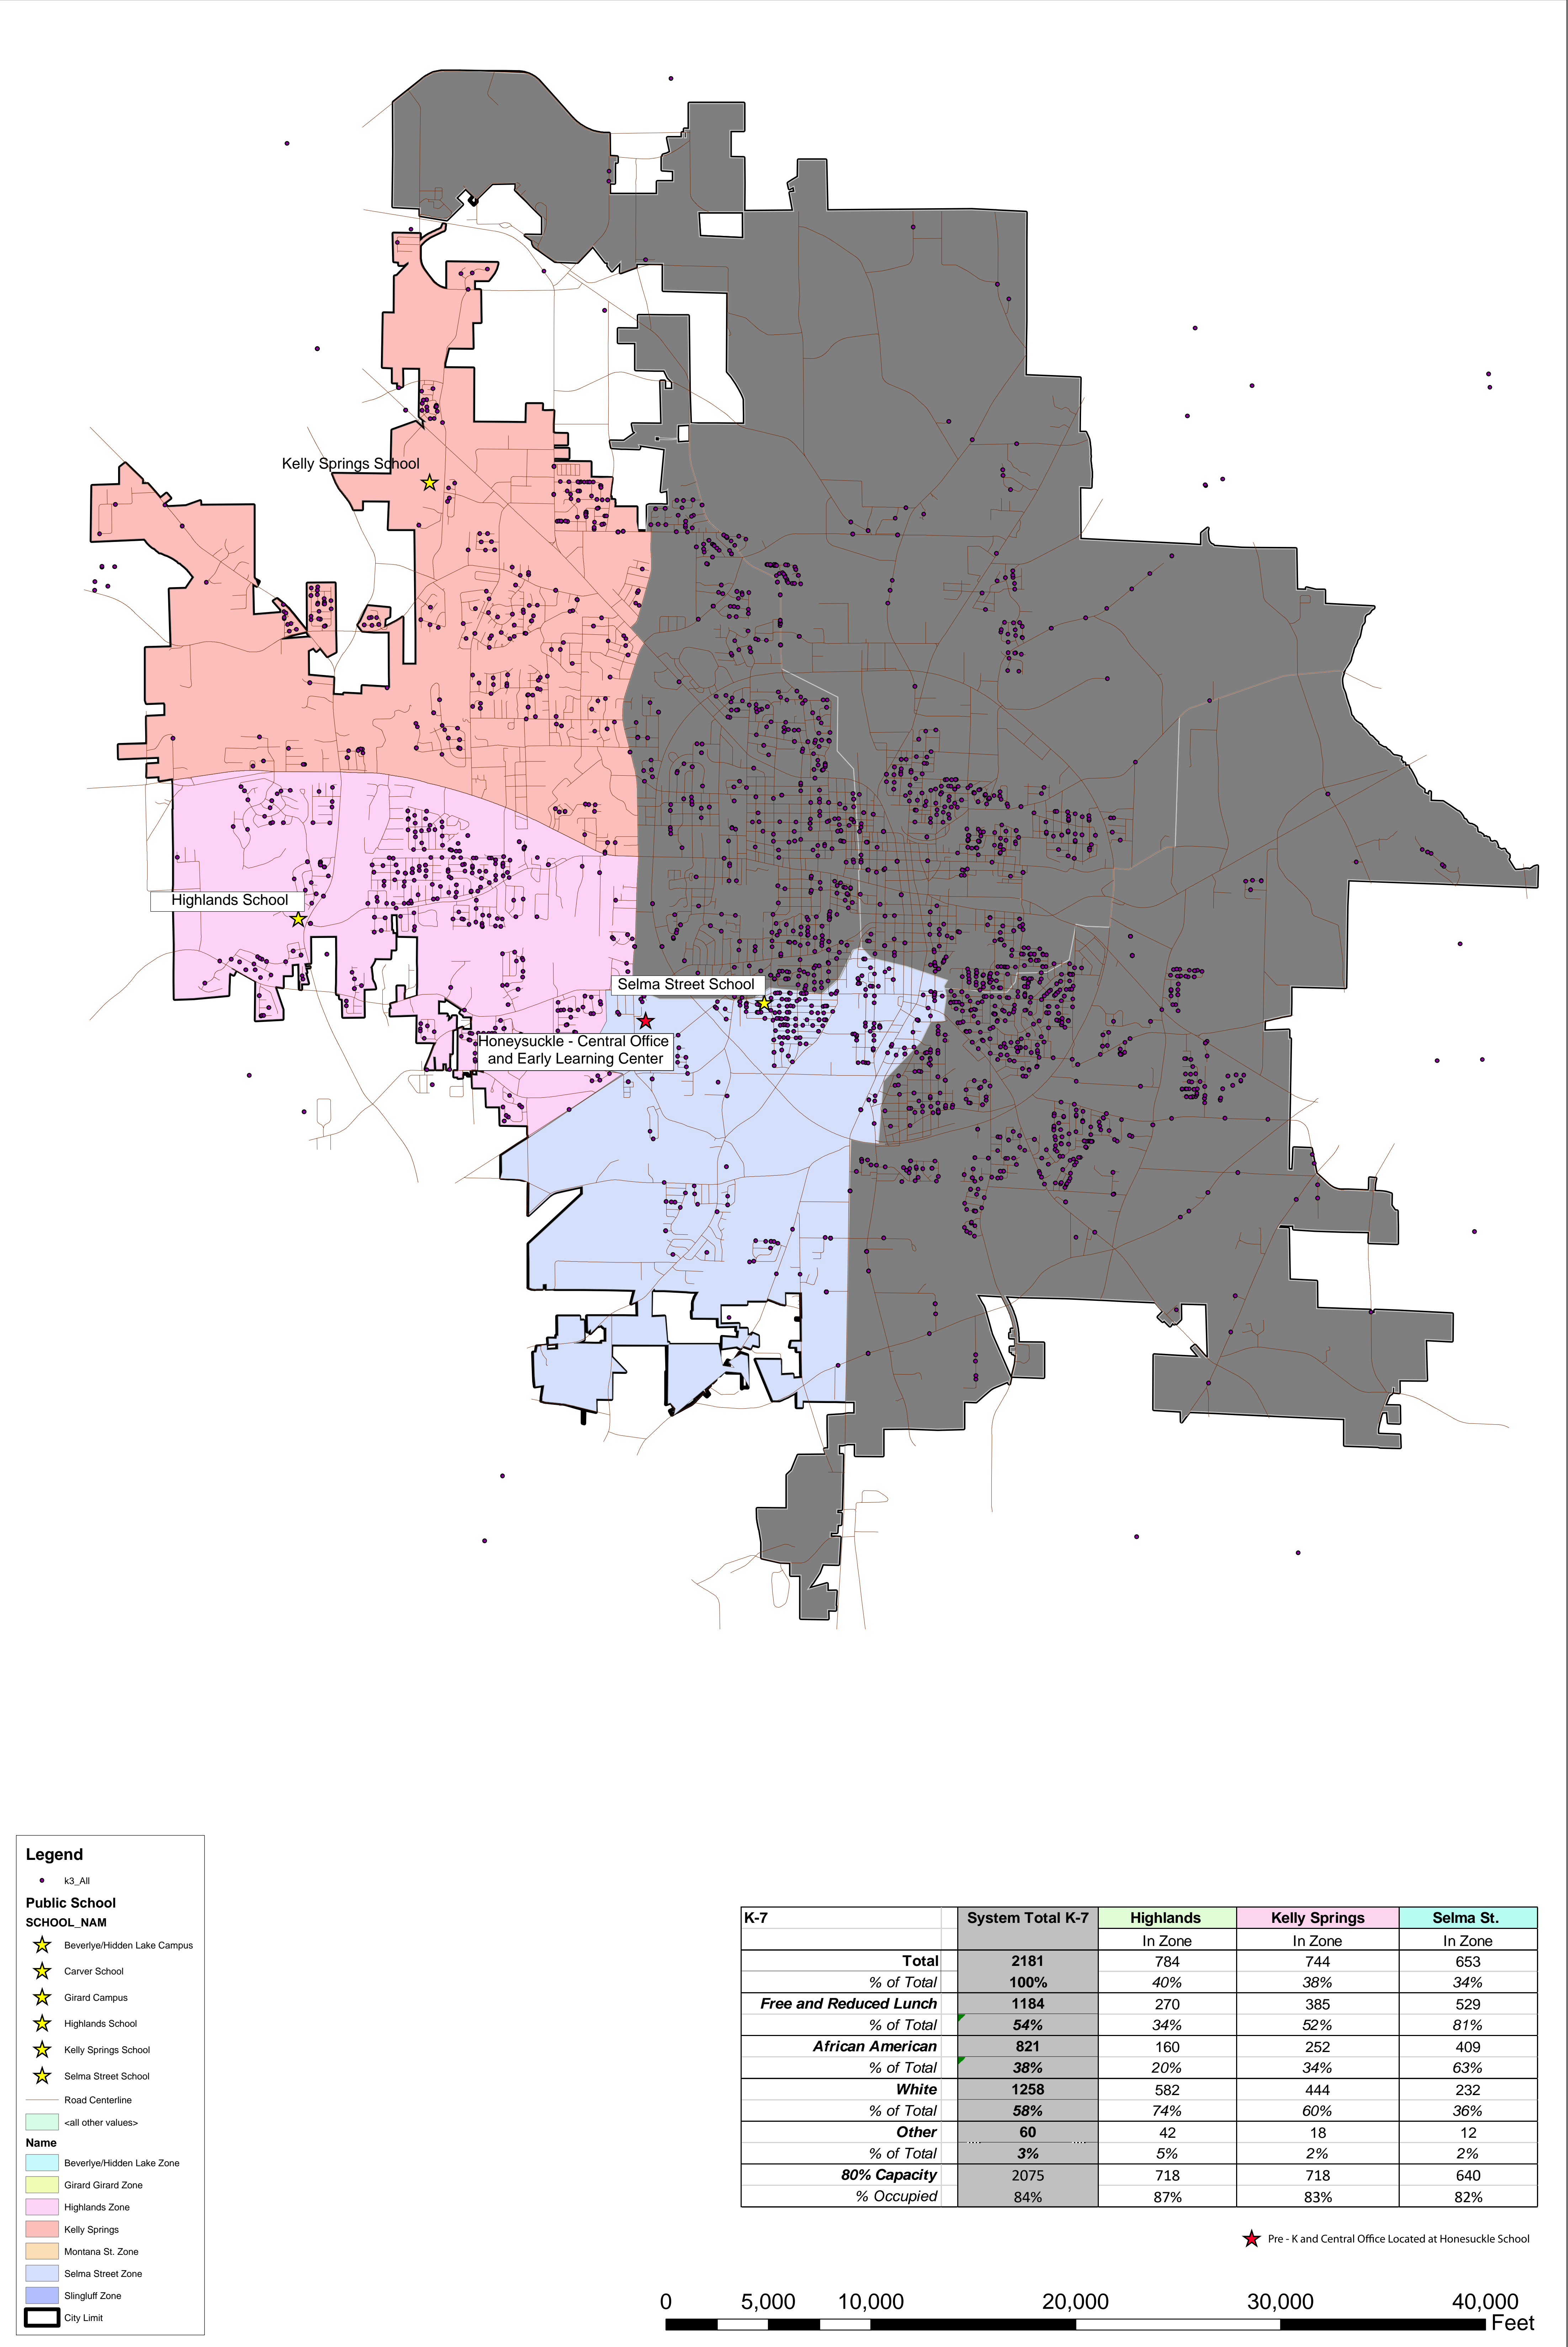 Kelly Springs School
Highlands School
Selma Street School
Honeysuckle - Central Office
and Early Learning Center
Legend
k3_All
Public School
SCHOOL_NAM
Beverlye/Hidden Lake Campus
Carver School
Girard Campus
Highlands School
Kelly Springs School
Selma Street School
Road Centerline
<all other values>
Name
Beverlye/Hidden Lake Zone
Girard Girard Zone
Highlands Zone
Kelly Springs
Montana St. Zone
Selma Street Zone
Slingluff Zone
City Limit
K-7 System Total K-7 Highlands Kelly Springs Selma St.
In Zone In Zone In Zone
Total 2181 784 744 653
% of Total 100% 40% 38% 34%
Free and Reduced Lunch 1184 270 385 529
% of Total 54% 34% 52% 81%
African American 821 160 252 409
% of Total 38% 20% 34% 63%
White 1258 582 444 232
% of Total 58% 74% 60% 36%
Other 60 42 18 12
% of Total 3% 5% 2% 2%
80% Capacity 2075 718 718 640
% Occupied 84% 87% 83% 82%
Pre - K and Central Office Located at Honesuckle School
0 5,000 10,000 20,000 30,000 40,000
Feet